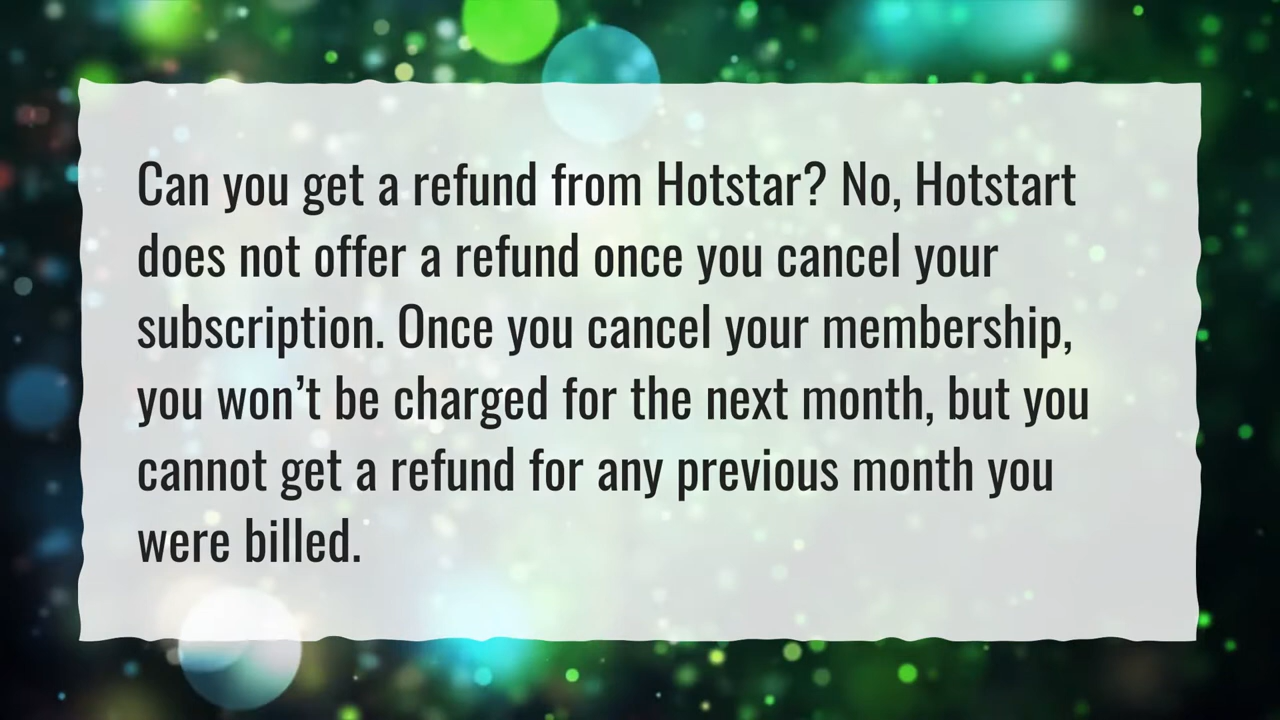 Can you get a refund from Hotstar? No, Hotstart
does not offer a refund once you cancel your
subscription. Once you cancel your membership,
you won’t be charged for the next month, but you
cannot get a refund for any previous month you
were billed.